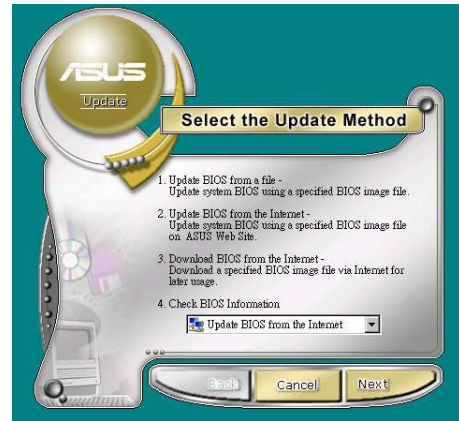 ASUS
Update
Select the Update Method
1. Update BIOS from a file -
Update system BIOS using a specified BIOS image file.
2. Update BIOS from the Internet -
Update system BIOS using a specified BIOS image file
on ASUS Web Site.
3. Download BIOS from the Internet -
Download a specified BIOS image file via Internet for
later usage.
4. Check BIOS Information
Update BIOS from the Internet
Back Cancel Next